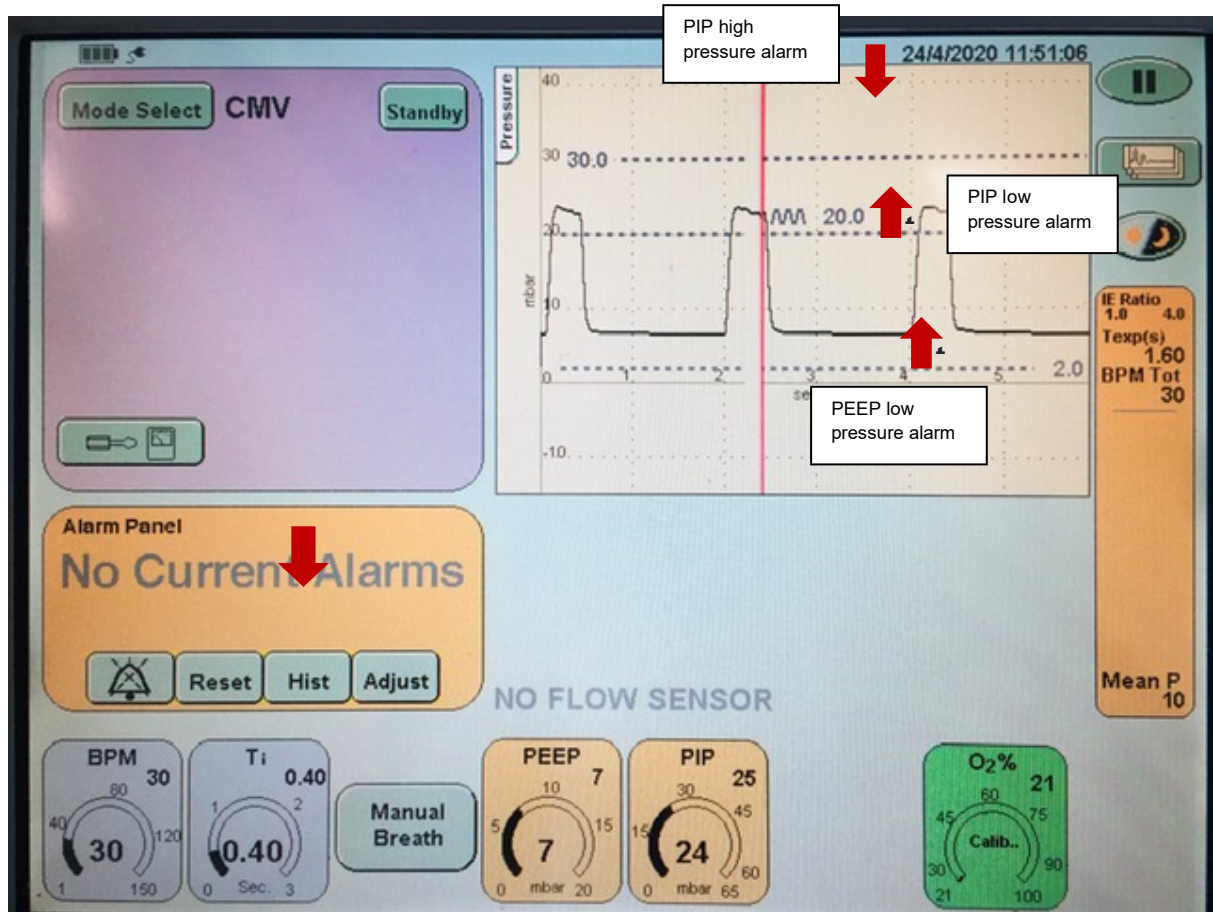 PIP high
pressure alarm
24/4/2020 11:51:06
Mode Select
CMV
Standby
Pressure
40
30
30.0
20.0
20
mbar
10
0
1
2
3
4
5
2.0
-10
PIP low
pressure alarm
PEEP low
pressure alarm
IE Ratio
1.0 4.0
Texp(s)
1.60
BPM Tot
30
Mean P
10
Alarm Panel
No Current Alarms
Reset
Hist
Adjust
NO FLOW SENSOR
BPM
30
80
40
120
30
1
150
Ti
0.40
1
2
0.40
0
Sec.
3
Manual
Breath
PEEP
7
10
5
15
7
0
mbar
20
PIP
25
30
15
45
24
60
0
mbar
65
O2%
21
60
45
75
Calib..
30
90
21
100